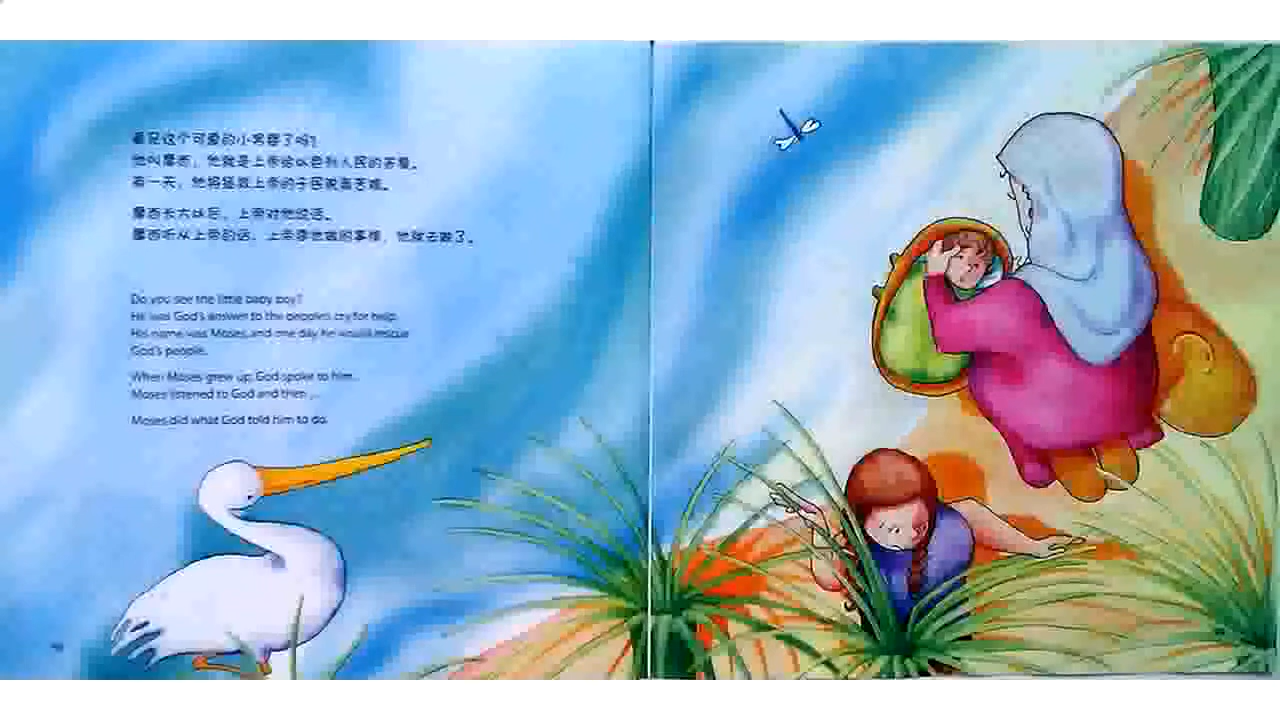 看见这个可爱的小男婴了吗?
他叫摩西，他就是上帝给以色列人民的答复。
有一天，他将拯救上帝的子民脱离苦难。
摩西长大以后，上帝对他说话。
摩西听从上帝的话，上帝要他做的事情，他就去做了。
Do you see the little baby boy?
He was God's answer to the people's cry for help.
His name was Moses, and one day he would rescue
God's people.
When Moses grew up, God spoke to him.
Moses listened to God and then ...
Moses did what God told him to do.